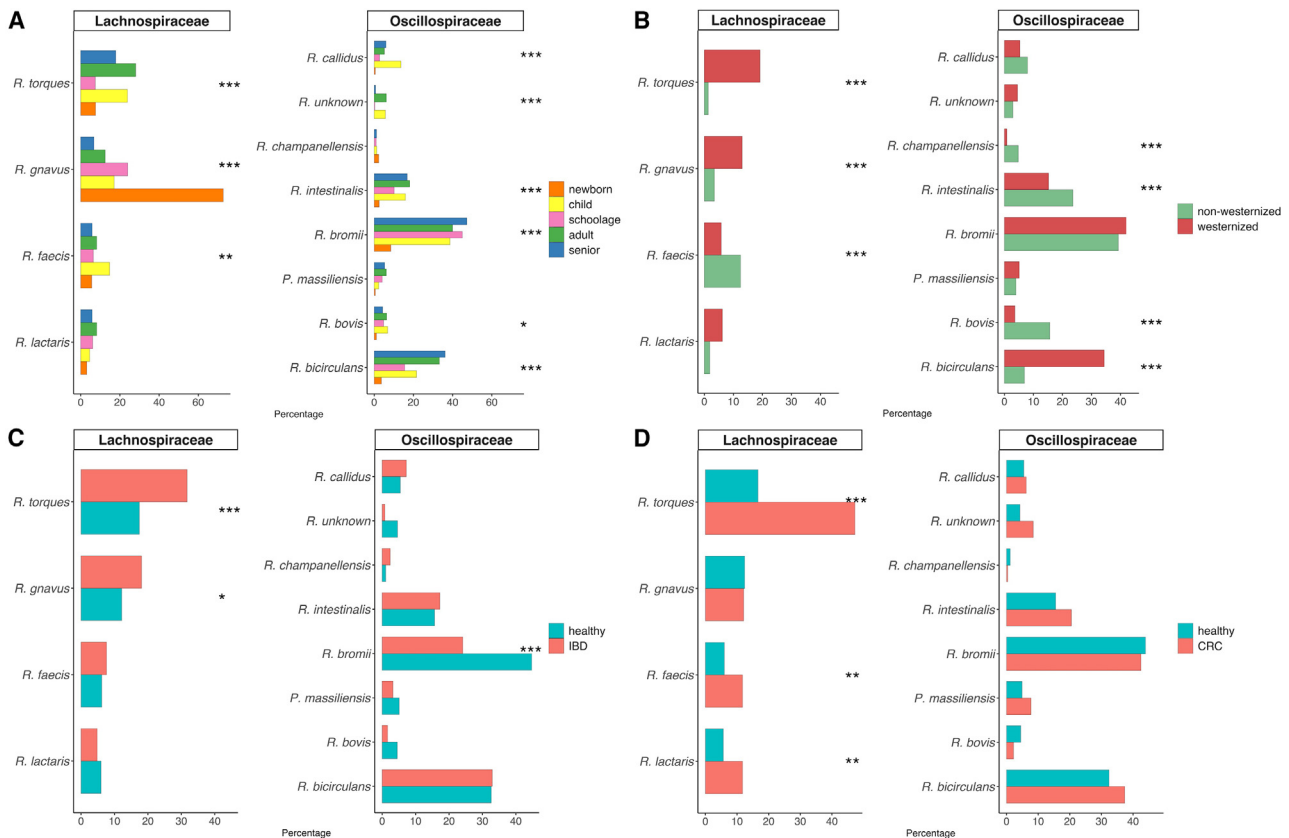 A
Lachnospiraceae
R. torques
***
R. gnavus
***
R. faecis
**
R. lactaris
0
20
40
60
Oscillospiraceae
R. callidus
***
R. unknown
***
R. champanellensis
R. intestinalis
***
R. bromii
***
P. massiliensis
R. bovis
*
R. bicirculans
***
0
20
40
60
Percentage
newborn
child
schoolage
adult
senior
B
Lachnospiraceae
R. torques
***
R. gnavus
***
R. faecis
***
R. lactaris
0
10
20
30
40
Oscillospiraceae
R. callidus
R. unknown
R. champanellensis
***
R. intestinalis
***
R. bromii
P. massiliensis
R. bovis
***
R. bicirculans
***
0
10
20
30
40
Percentage
non-westernized
westernized
C
Lachnospiraceae
R. torques
***
R. gnavus
*
R. faecis
R. lactaris
0
10
20
30
40
Oscillospiraceae
R. callidus
R. unknown
R. champanellensis
R. intestinalis
R. bromii
***
P. massiliensis
R. bovis
R. bicirculans
0
10
20
30
40
Percentage
healthy
IBD
D
Lachnospiraceae
R. torques
***
R. gnavus
R. faecis
**
R. lactaris
**
0
10
20
30
40
Oscillospiraceae
R. callidus
R. unknown
R. champanellensis
R. intestinalis
R. bromii
P. massiliensis
R. bovis
R. bicirculans
0
10
20
30
40
Percentage
healthy
CRC